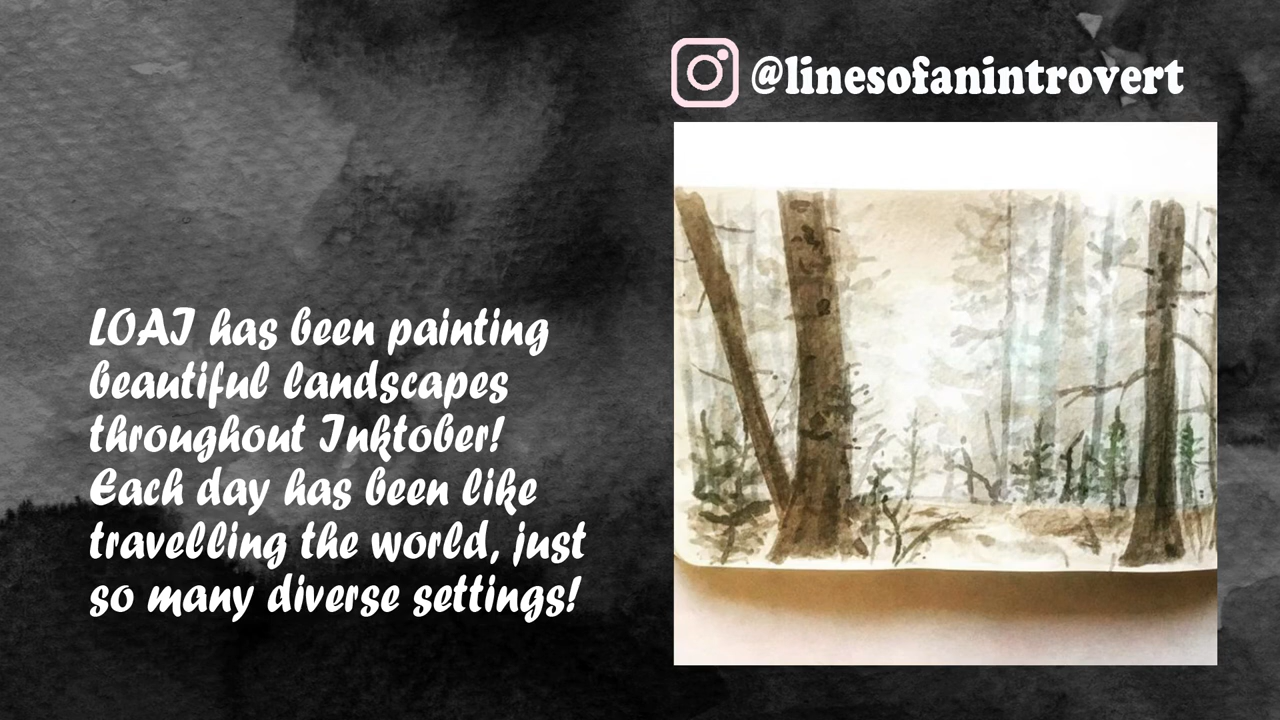 @linesofanintrovert
LOAI has been painting
beautiful landscapes
throughout Inktober!
Each day has been like
travelling the world, just
so many diverse settings!